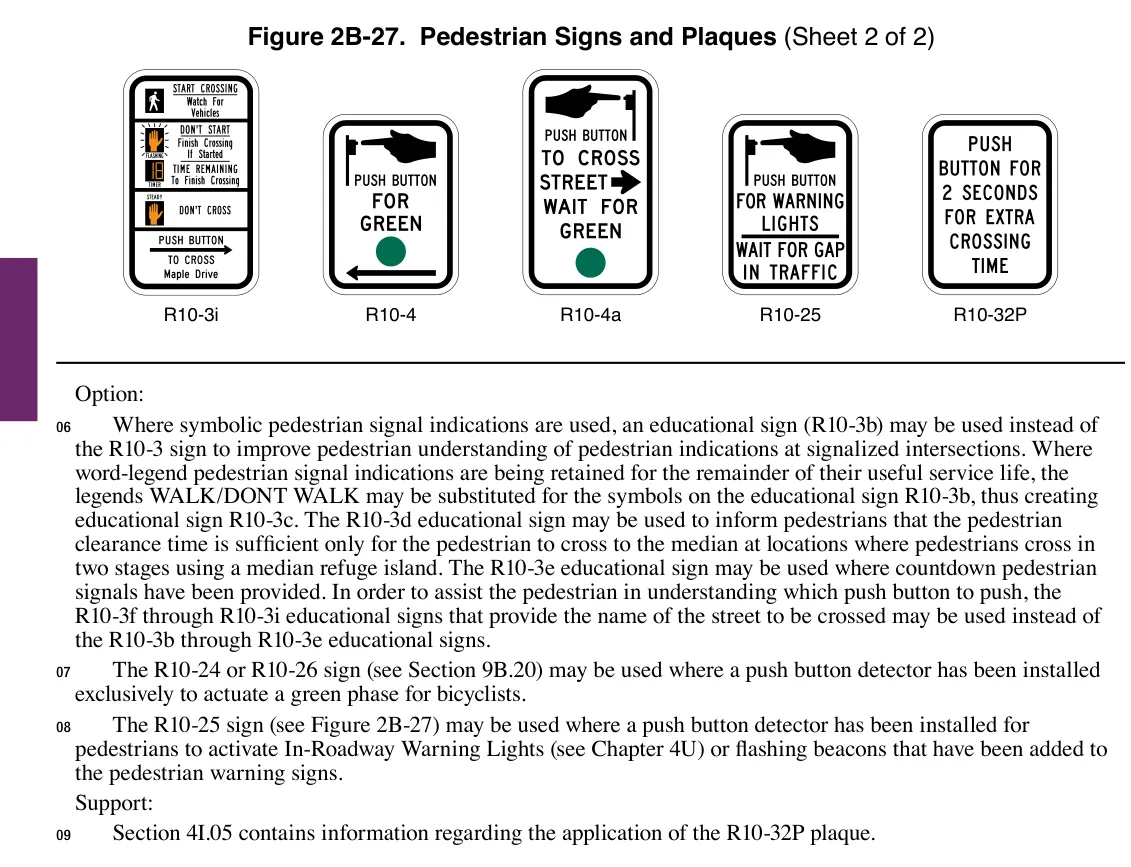 Figure 2B-27. Pedestrian Signs and Plaques (Sheet 2 of 2)
START CROSSING
Watch For
Vehicles
FLASHING
DON'T START
Finish Crossing
If Started
18
TIMER
TIME REMAINING
To Finish Crossing
STEADY
DON'T CROSS
PUSH BUTTON
TO CROSS
Maple Drive
R10-3i
PUSH BUTTON
FOR
GREEN
R10-4
PUSH BUTTON
TO CROSS
STREET
WAIT FOR
GREEN
R10-4a
PUSH BUTTON
FOR WARNING
LIGHTS
WAIT FOR GAP
IN TRAFFIC
R10-25
PUSH
BUTTON FOR
2 SECONDS
FOR EXTRA
CROSSING
TIME
R10-32P
Option:
06 Where symbolic pedestrian signal indications are used, an educational sign (R10-3b) may be used instead of
the R10-3 sign to improve pedestrian understanding of pedestrian indications at signalized intersections. Where
word-legend pedestrian signal indications are being retained for the remainder of their useful service life, the
legends WALK/DONT WALK may be substituted for the symbols on the educational sign R10-3b, thus creating
educational sign R10-3c. The R10-3d educational sign may be used to inform pedestrians that the pedestrian
clearance time is sufficient only for the pedestrian to cross to the median at locations where pedestrians cross in
two stages using a median refuge island. The R10-3e educational sign may be used where countdown pedestrian
signals have been provided. In order to assist the pedestrian in understanding which push button to push, the
R10-3f through R10-3i educational signs that provide the name of the street to be crossed may be used instead of
the R10-3b through R10-3e educational signs.
07 The R10-24 or R10-26 sign (see Section 9B.20) may be used where a push button detector has been installed
exclusively to actuate a green phase for bicyclists.
08 The R10-25 sign (see Figure 2B-27) may be used where a push button detector has been installed for
pedestrians to activate In-Roadway Warning Lights (see Chapter 4U) or flashing beacons that have been added to
the pedestrian warning signs.
Support:
09 Section 4I.05 contains information regarding the application of the R10-32P plaque.